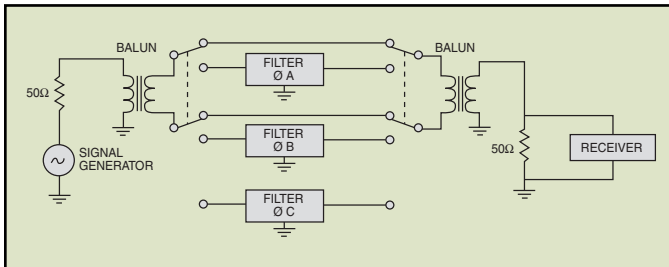 BALUN
BALUN
FILTER
Ø A
50Ω
FILTER
Ø B
50Ω
RECEIVER
SIGNAL
GENERATOR
FILTER
Ø C